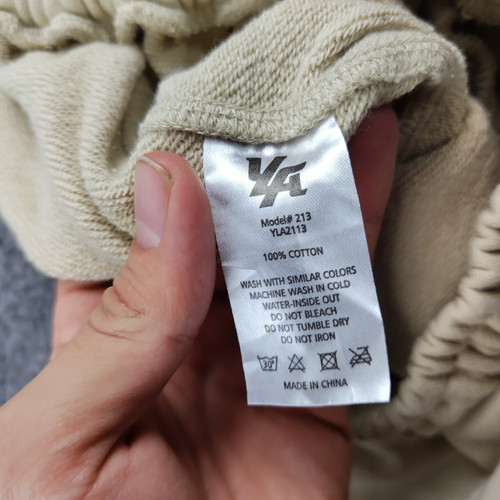 YLA
Model# 213
YLA2113
100% COTTON
WASH WITH SIMILAR COLORS
MACHINE WASH IN COLD
WATER-INSIDE OUT
DO NOT BLEACH
DO NOT TUMBLE DRY
DO NOT IRON
30°
MADE IN CHINA